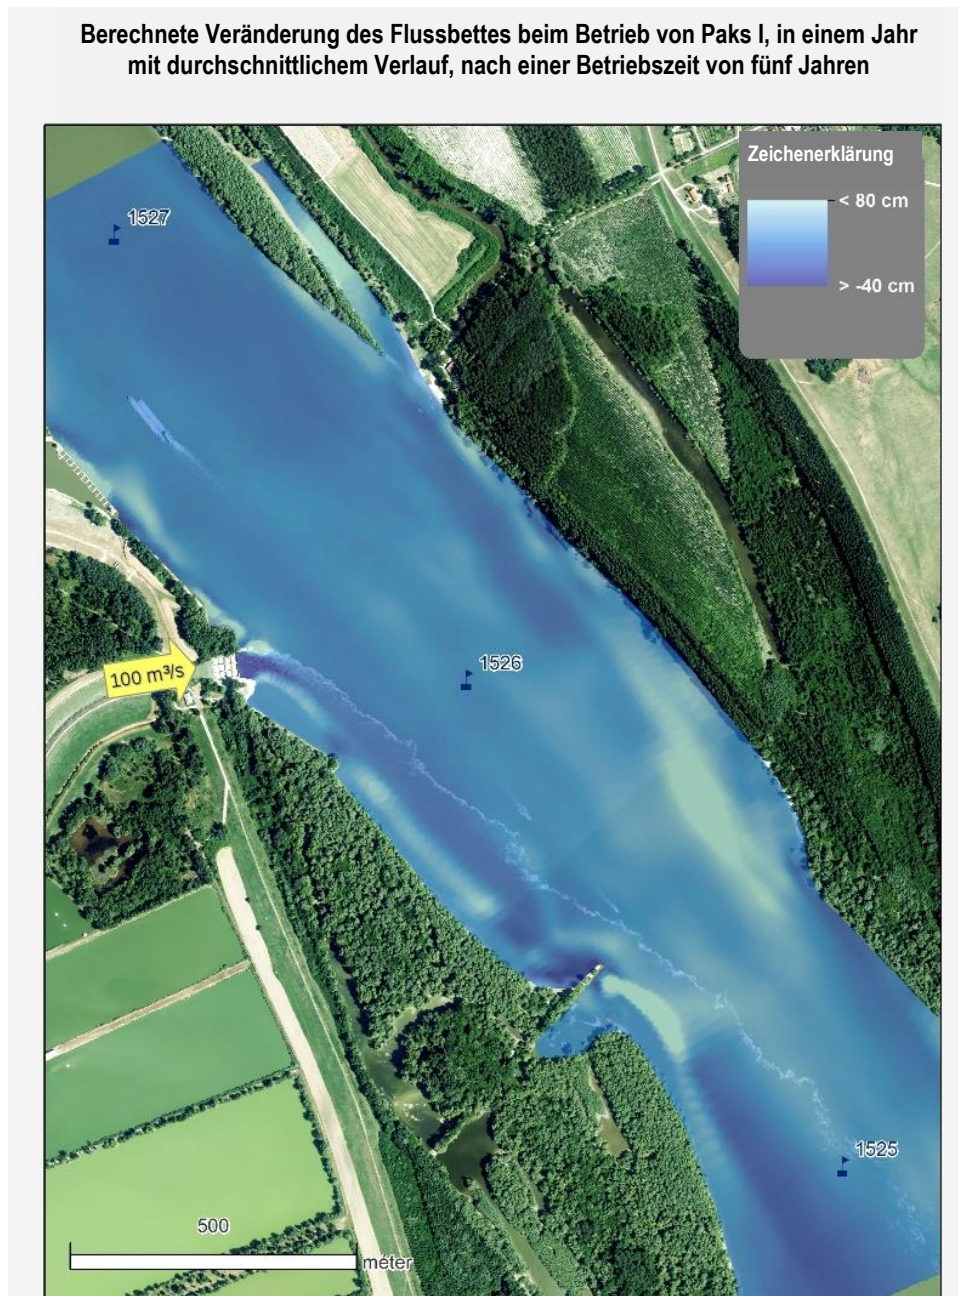 Berechnete Veränderung des Flussbettes beim Betrieb von Paks I, in einem Jahr
mit durchschnittlichem Verlauf, nach einer Betriebszeit von fünf Jahren
Zeichenerklärung
< 80 cm
> -40 cm
1527
1526
100 m³/s
1525
500
méter